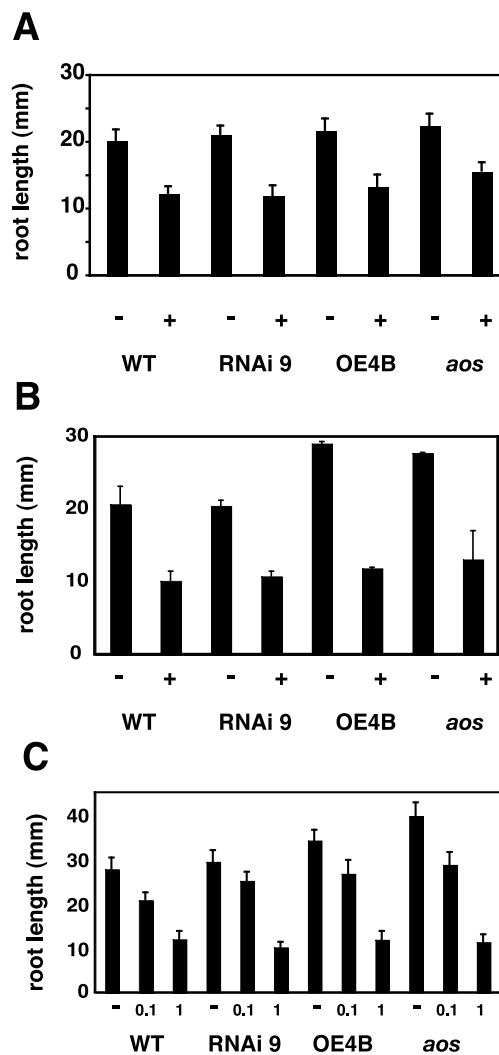 A
root length (mm)
30
20
10
0
- + - + - + - +
WT RNAi 9 OE4B aos
B
root length (mm)
30
20
10
0
- + - + - + - +
WT RNAi 9 OE4B aos
C
root length (mm)
40
30
20
10
0
- 0.1 1 - 0.1 1 - 0.1 1 - 0.1 1
WT RNAi 9 OE4B aos